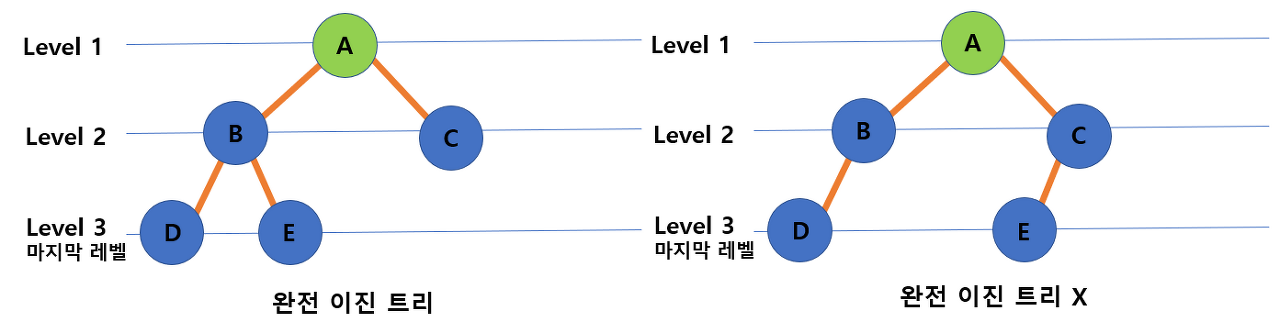 Level 1
A
Level 2
B
C
Level 3
마지막 레벨
D
E
완전 이진 트리
Level 1
A
Level 2
B
C
Level 3
마지막 레벨
D
E
완전 이진 트리 X